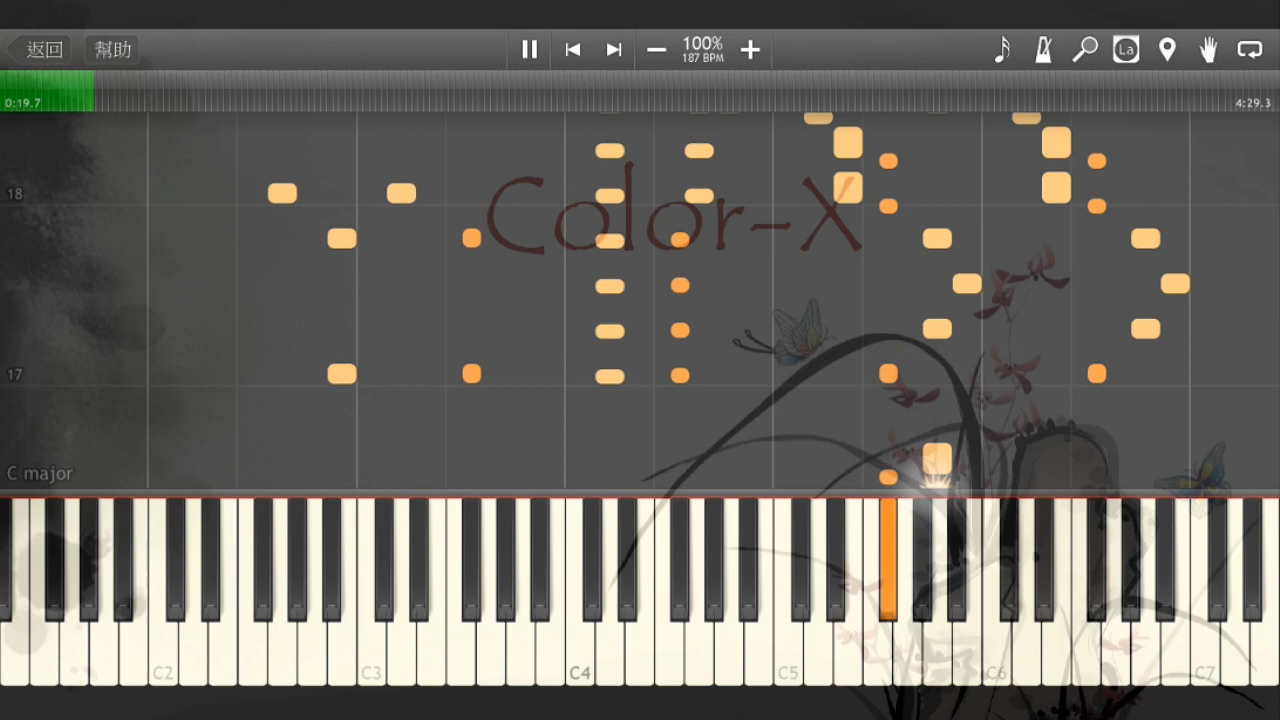 返回 幫助 100% La
187 BPM
0:19.7 4:29.3
Color-X
18
17
C major
C2 C3 C4 C5 C6 C7